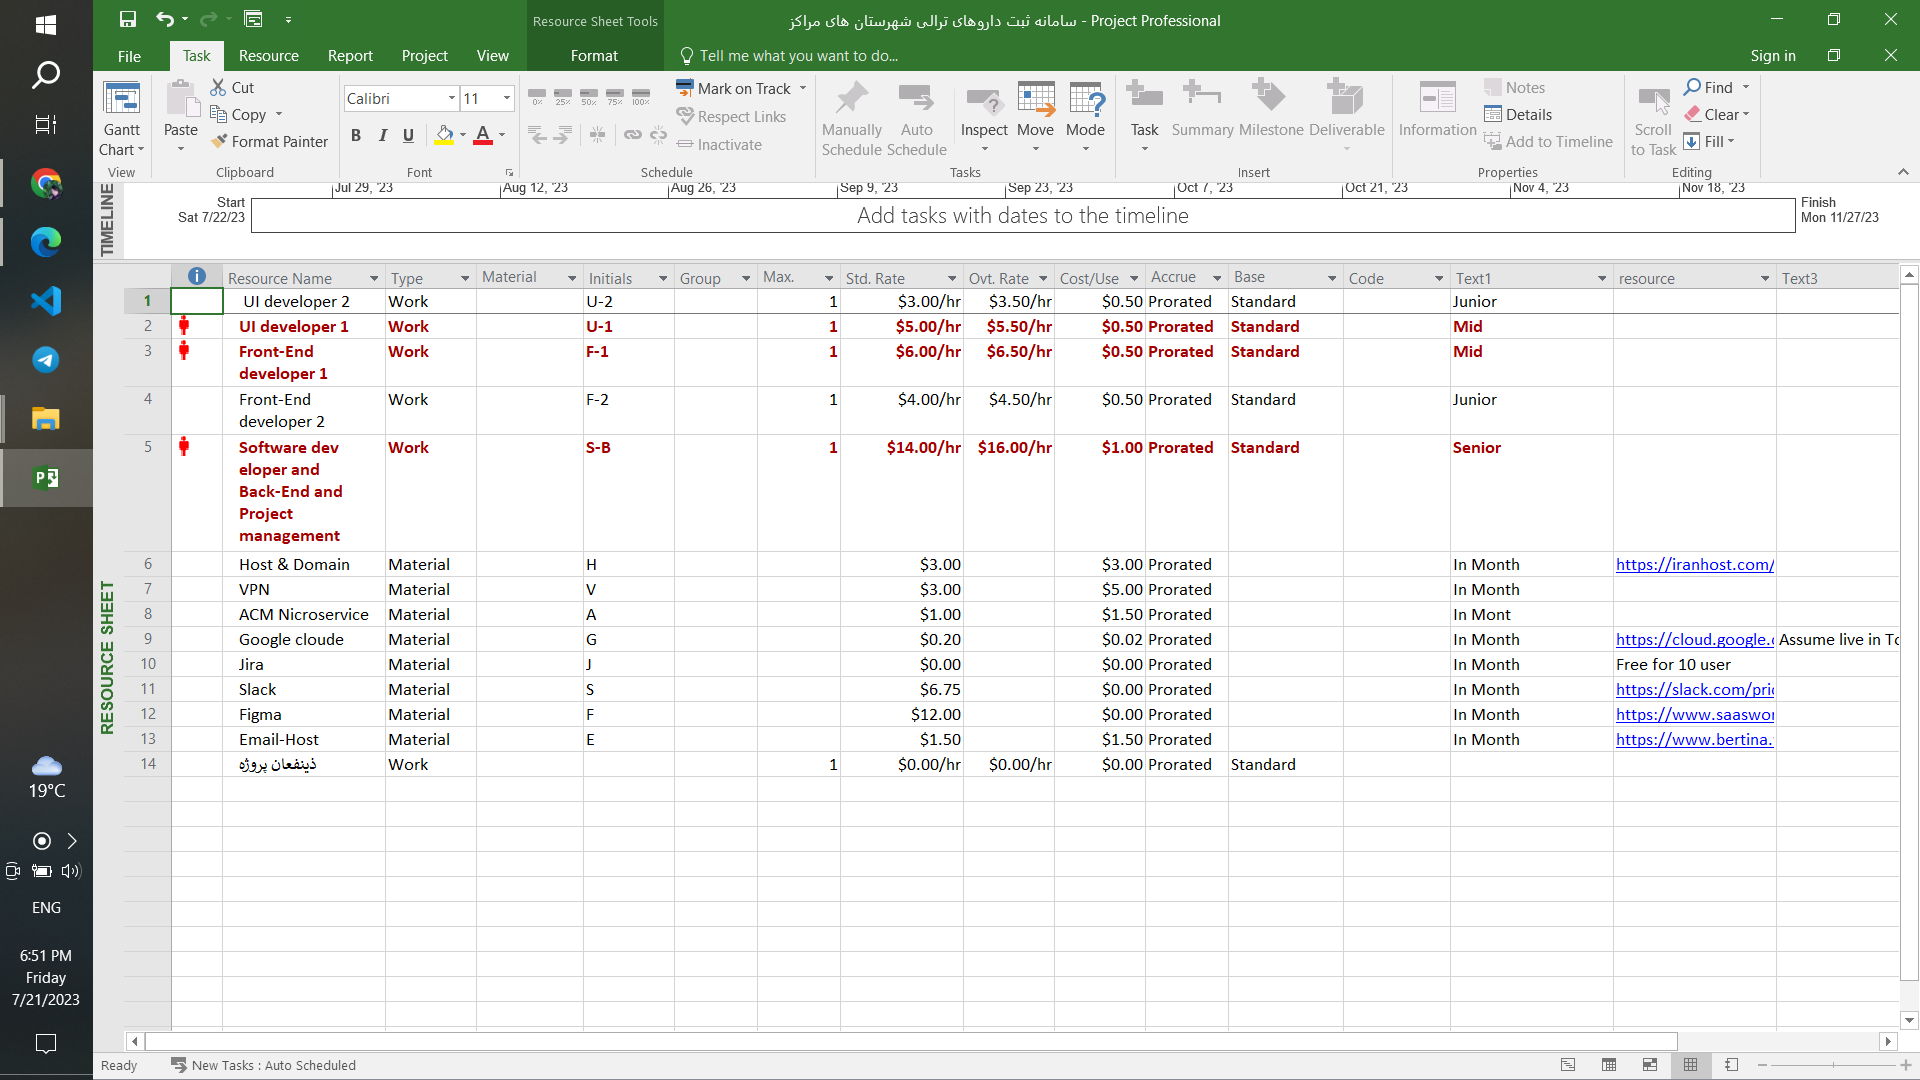 Resource Sheet Tools
سامانه ثبت داروهای ترالی شهرستان های مراکز - Project Professional
File Task Resource Report Project View Format Tell me what you want to do... Sign in
Gantt Chart
View
Paste
Cut
Copy
Format Painter
Clipboard
Calibri 11
B I U A
Font
0% 25% 50% 75% 100%
Mark on Track
Respect Links
Inactivate
Schedule
Manually Schedule
Auto Schedule
Inspect Move Mode
Tasks
Task Summary Milestone Deliverable
Insert
Information
Notes
Details
Add to Timeline
Properties
Scroll to Task
Find
Clear
Fill
Editing
TIMELINE
Jul 29, '23 Aug 12, '23 Aug 26, '23 Sep 9, '23 Sep 23, '23 Oct 7, '23 Oct 21, '23 Nov 4, '23 Nov 18, '23
Start
Sat 7/22/23
Add tasks with dates to the timeline
Finish
Mon 11/27/23
RESOURCE SHEET
Resource Name Type Material Initials Group Max. Std. Rate Ovt. Rate Cost/Use Accrue Base Code Text1 resource Text3
1 UI developer 2 Work U-2 1 $3.00/hr $3.50/hr $0.50 Prorated Standard Junior
2 UI developer 1 Work U-1 1 $5.00/hr $5.50/hr $0.50 Prorated Standard Mid
3 Front-End developer 1 Work F-1 1 $6.00/hr $6.50/hr $0.50 Prorated Standard Mid
4 Front-End developer 2 Work F-2 1 $4.00/hr $4.50/hr $0.50 Prorated Standard Junior
5 Software dev eloper and Back-End and Project management Work S-B 1 $14.00/hr $16.00/hr $1.00 Prorated Standard Senior
6 Host & Domain Material H $3.00 $3.00 Prorated In Month https://iranhost.com/
7 VPN Material V $3.00 $5.00 Prorated In Month
8 ACM Nicroservice Material A $1.00 $1.50 Prorated In Mont
9 Google cloude Material G $0.20 $0.02 Prorated In Month https://cloud.google.c Assume live in To
10 Jira Material J $0.00 $0.00 Prorated In Month Free for 10 user
11 Slack Material S $6.75 $0.00 Prorated In Month https://slack.com/pric
12 Figma Material F $12.00 $0.00 Prorated In Month https://www.saaswor
13 Email-Host Material E $1.50 $1.50 Prorated In Month https://www.bertina.
14 ذینفعان پروژه Work 1 $0.00/hr $0.00/hr $0.00 Prorated Standard
19°C
ENG
6:51 PM
Friday
7/21/2023
Ready New Tasks : Auto Scheduled